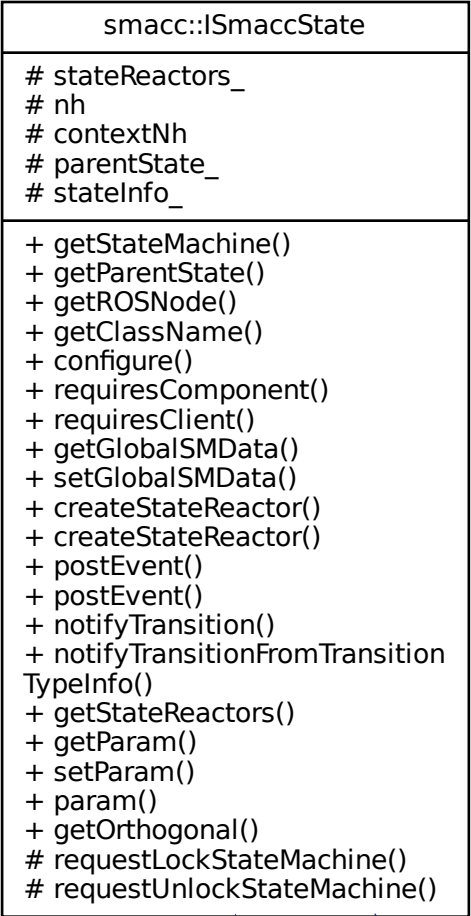 smacc::ISmaccState
# stateReactors_
# nh
# contextNh
# parentState_
# stateInfo_
+ getStateMachine()
+ getParentState()
+ getROSNode()
+ getClassName()
+ configure()
+ requiresComponent()
+ requiresClient()
+ getGlobalSMData()
+ setGlobalSMData()
+ createStateReactor()
+ createStateReactor()
+ postEvent()
+ postEvent()
+ notifyTransition()
+ notifyTransitionFromTransition
TypeInfo()
+ getStateReactors()
+ getParam()
+ setParam()
+ param()
+ getOrthogonal()
# requestLockStateMachine()
# requestUnlockStateMachine()